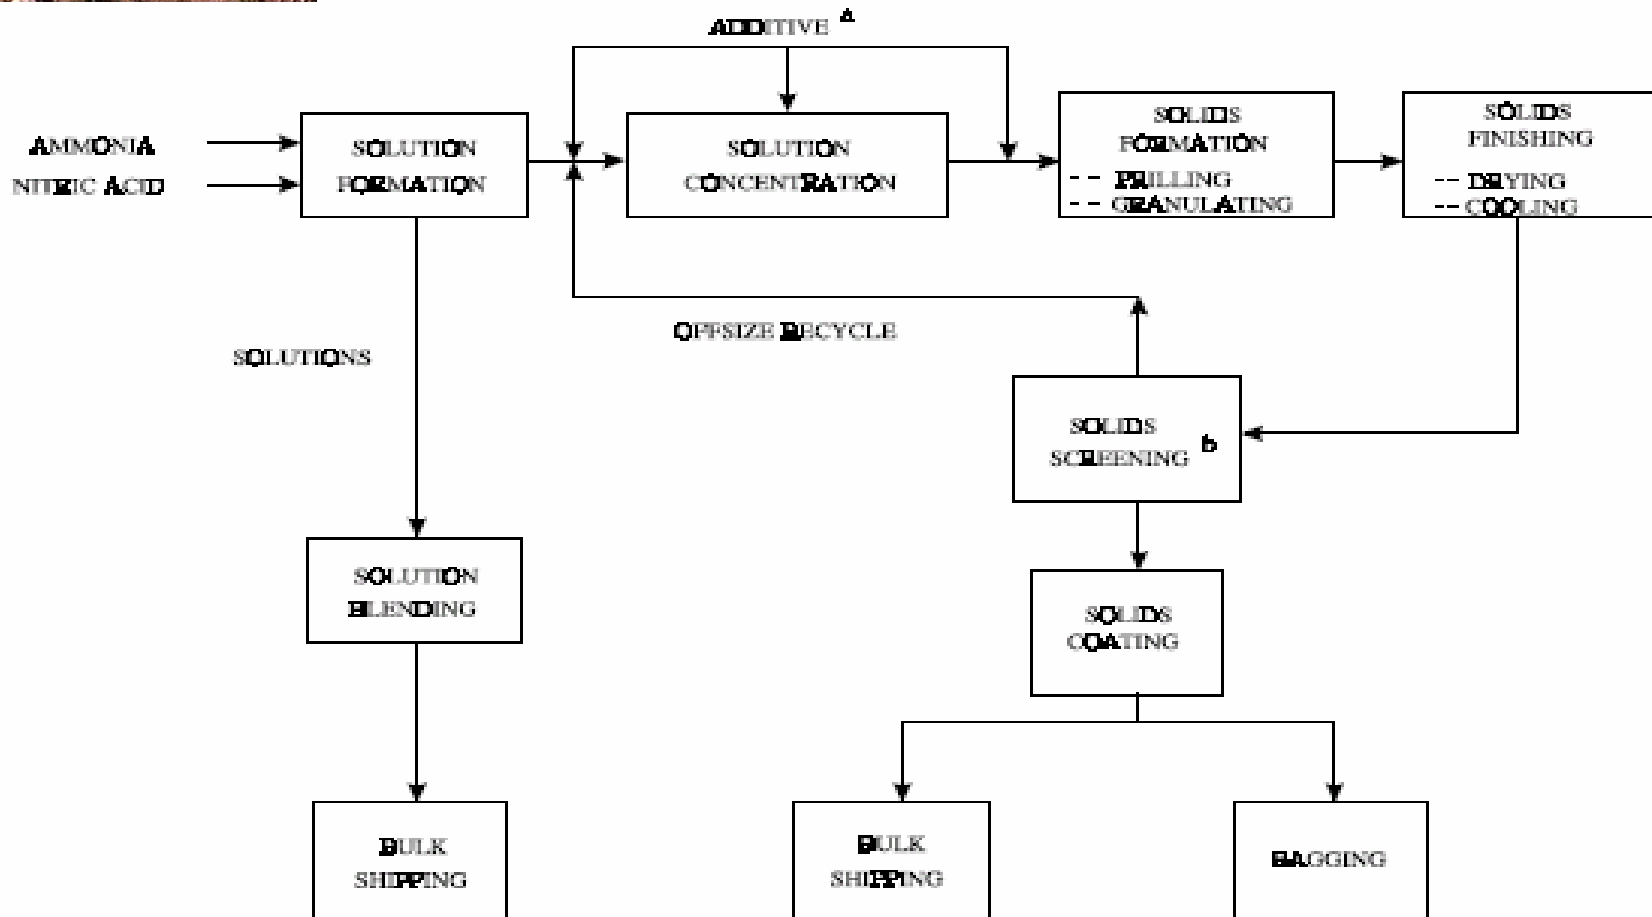 ADDITIVE A
AMMONIA
NITRIC ACID
SOLUTION
FORMATION
SOLUTION
CONCENTRATION
SOLIDS
FORMATION
-- PRILLING
-- GRANULATING
SOLIDS
FINISHING
-- DRYING
-- COOLING
OFFSIZE RECYCLE
SOLUTIONS
SOLIDS
SCREENING b
SOLUTION
BLENDING
SOLIDS
COATING
BULK
SHIPPING
BULK
SHIPPING
BAGGING